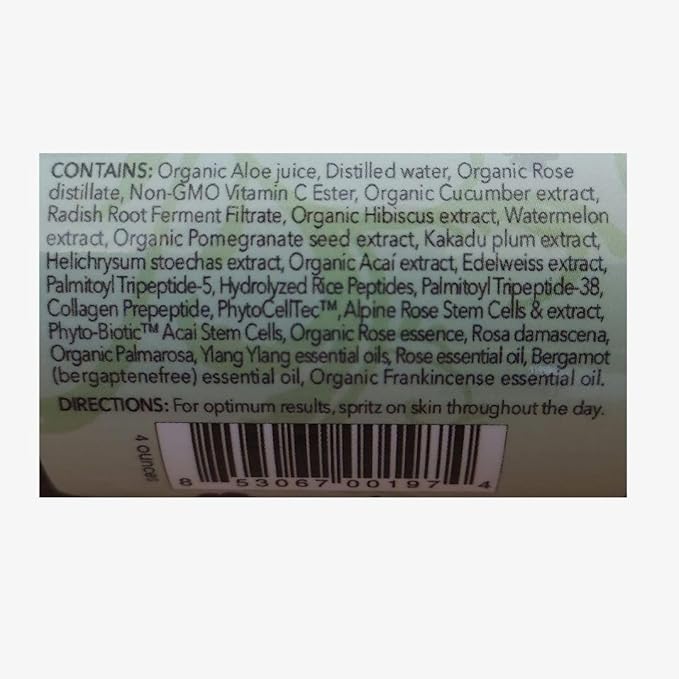 CONTAINS: Organic Aloe juice, Distilled water, Organic Rose
distillate, Non-GMO Vitamin C Ester, Organic Cucumber extract,
Radish Root Ferment Filtrate, Organic Hibiscus extract, Watermelon
extract, Organic Pomegranate seed extract, Kakadu plum extract,
Helichrysum stoechas extract, Organic Acaí extract, Edelweiss extract,
Palmitoyl Tripeptide-5, Hydrolyzed Rice Peptides, Palmitoyl Tripeptide-38,
Collagen Prepeptide, PhytoCellTec™, Alpine Rose Stem Cells & extract,
Phyto-Biotic™ Acai Stem Cells, Organic Rose essence, Rosa damascena,
Organic Palmarosa, Ylang Ylang essential oils, Rose essential oil, Bergamot
(bergaptenefree) essential oil, Organic Frankincense essential oil.
DIRECTIONS: For optimum results, spritz on skin throughout the day.
4 ounces
8 53067 00197 4